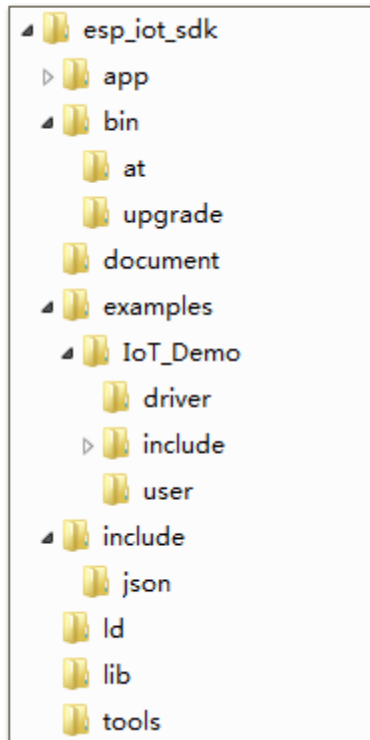 esp_iot_sdk
app
bin
at
upgrade
document
examples
IoT_Demo
driver
include
user
include
json
ld
lib
tools